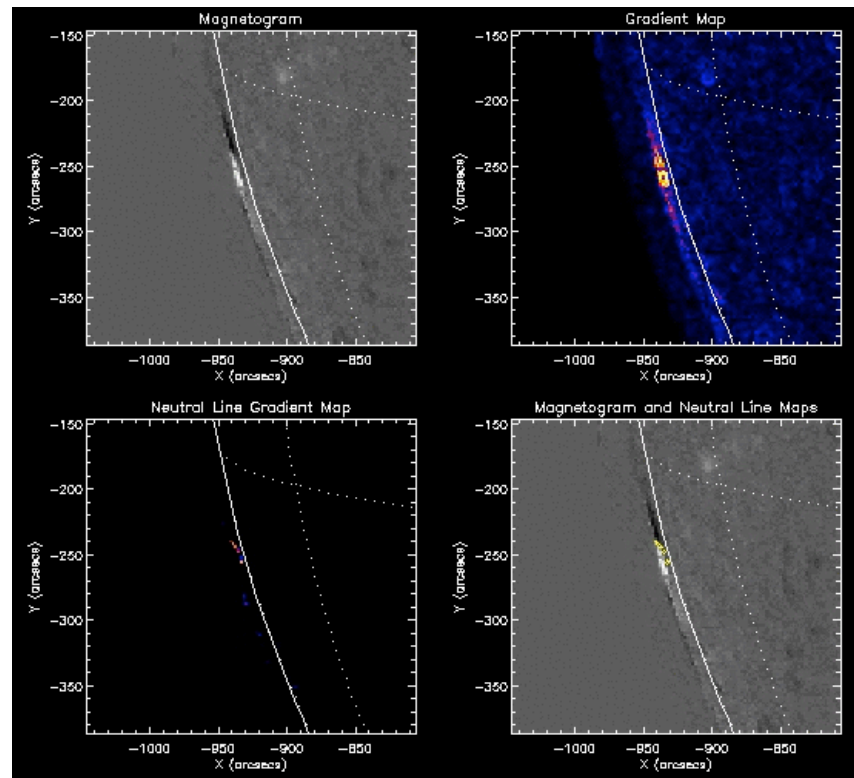 Magnetogram
Gradient Map
-150
-200
-250
-300
-350
Y (arcsecs)
-1000 -950 -900 -850
X (arcsecs)
-150
-200
-250
-300
-350
Y (arcsecs)
-1000 -950 -900 -850
X (arcsecs)
Neutral Line Gradient Map
Magnetogram and Neutral Line Maps
-150
-200
-250
-300
-350
Y (arcsecs)
-1000 -950 -900 -850
X (arcsecs)
-150
-200
-250
-300
-350
Y (arcsecs)
-1000 -950 -900 -850
X (arcsecs)